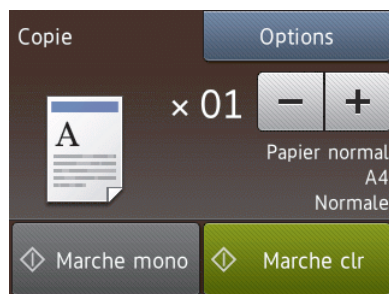 Copie
Options
× 01
− +
A
Papier normal
A4
Normale
Marche mono
Marche clr